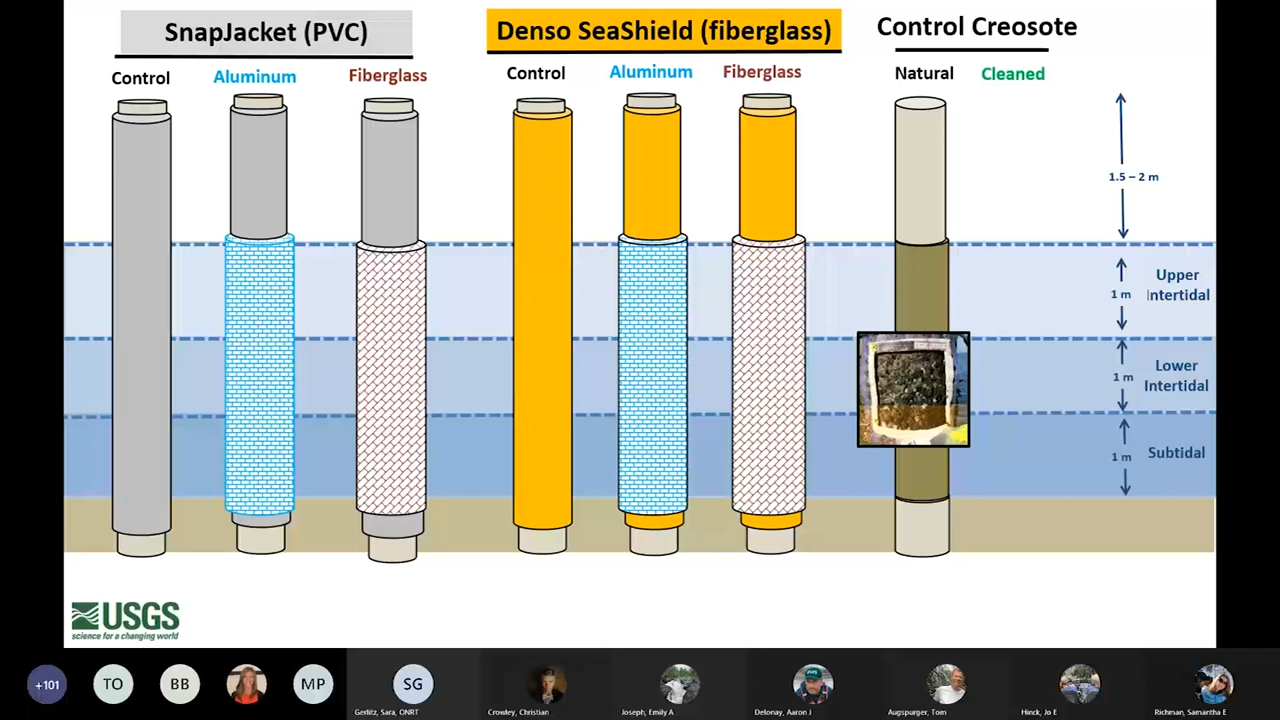 SnapJacket (PVC)
Denso SeaShield (fiberglass)
Control Creosote
Control
Aluminum
Fiberglass
Control
Aluminum
Fiberglass
Natural
Cleaned
1.5 – 2 m
1 m
Upper
Intertidal
1 m
Lower
Intertidal
1 m
Subtidal
USGS
science for a changing world
+101
TO
BB
MP
SG
Gerlitz, Sara, ONRT
Crowley, Christian
Joseph, Emily A
Delonay, Aaron J
Augspurger, Tom
Hinck, Jo E
Richman, Samantha E